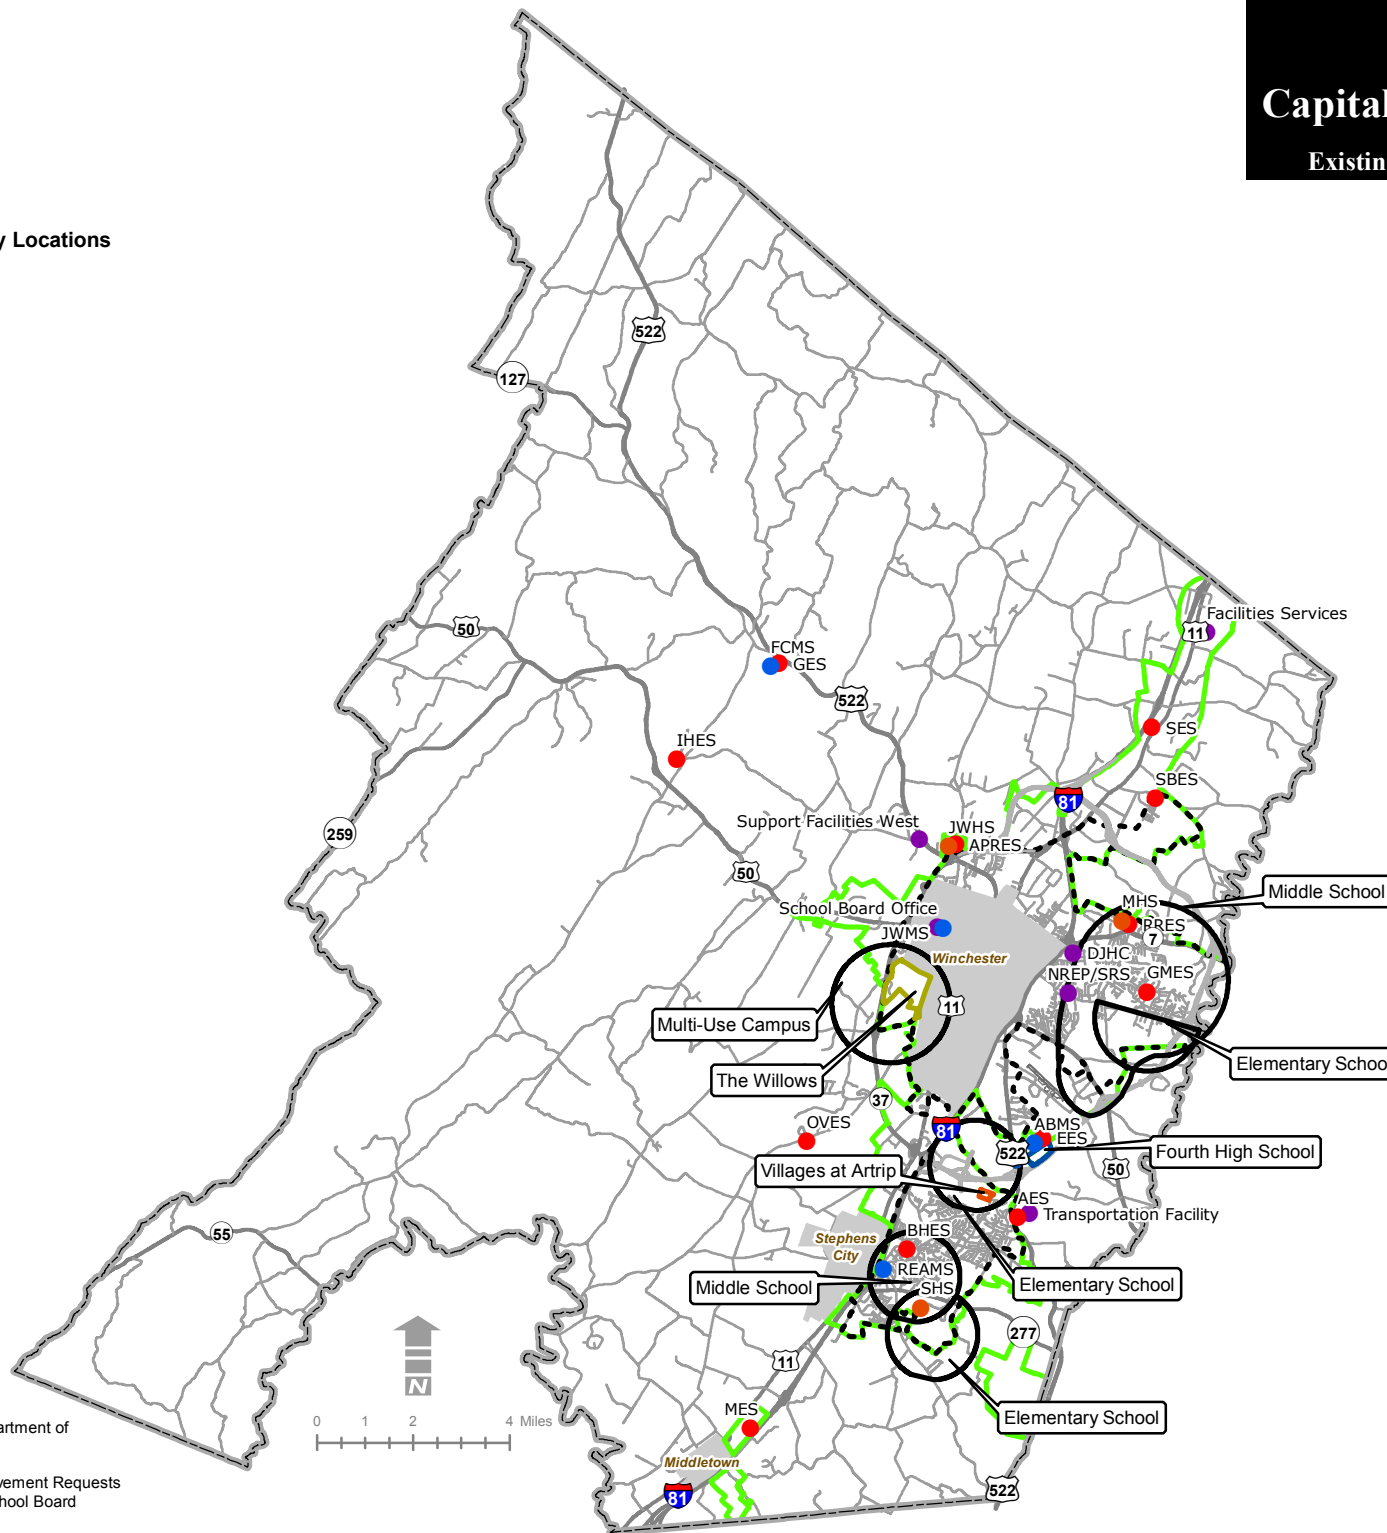 Capital
Existin
y Locations
522
127
50
Facilities Services
11
FCMS
GES
522
SES
IHES
SBES
81
259
Support Facilities West
JWHS
APRES
50
Middle School
School Board Office
MHS
RRES
7
JWMS
Winchester
DJHC
NREP/SRS
GMES
11
Multi-Use Campus
Elementary Schoo
The Willows
37
OVES
81
ABMS
EES
522
Fourth High School
50
Villages at Artrip
AES
Transportation Facility
55
Stephens
City
BHES
REAMS
Middle School
Elementary School
SHS
277
11
N
0 1 2 4 Miles
MES
Elementary School
artment of
Middletown
vement Requests
chool Board
81
522